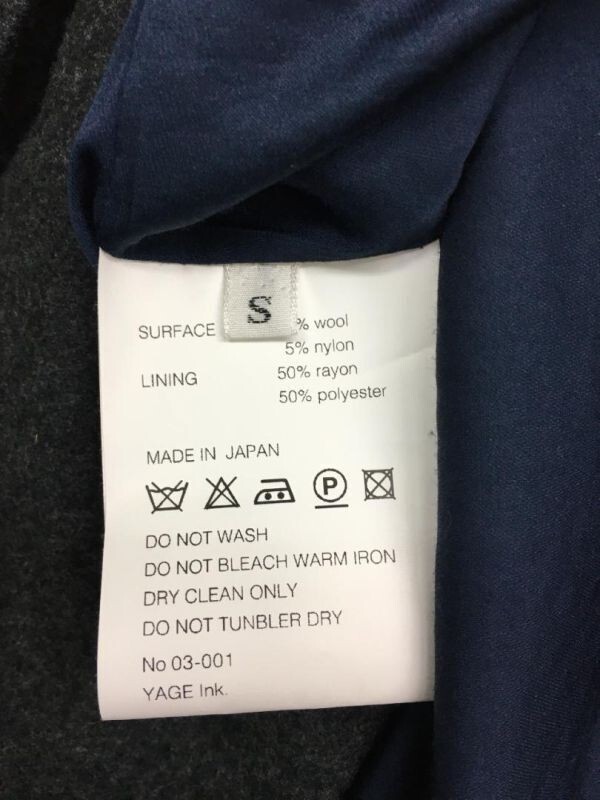 S
SURFACE % wool
5% nylon
LINING 50% rayon
50% polyester
MADE IN JAPAN
P
DO NOT WASH
DO NOT BLEACH WARM IRON
DRY CLEAN ONLY
DO NOT TUNBLER DRY
No 03-001
YAGE Ink.